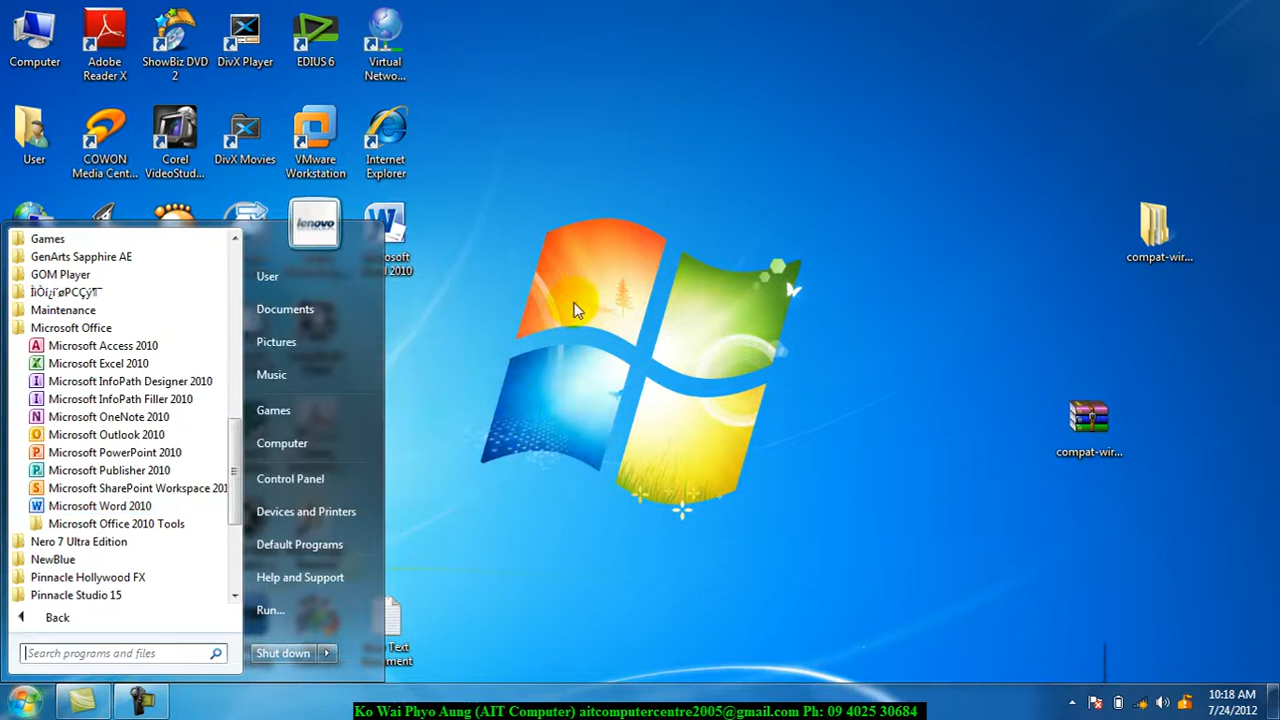 Computer
Adobe
Reader X
ShowBiz DVD
2
DivX Player
EDIUS 6
Virtual
Netwo...
User
COWON
Media Cent...
Corel
VideoStud...
DivX Movies
VMware
Workstation
Internet
Explorer
lenovo
2010
compat-wir...
compat-wir...
Games
GenArts Sapphire AE
GOM Player
Maintenance
Microsoft Office
Microsoft Access 2010
Microsoft Excel 2010
Microsoft InfoPath Designer 2010
Microsoft InfoPath Filler 2010
Microsoft OneNote 2010
Microsoft Outlook 2010
Microsoft PowerPoint 2010
Microsoft Publisher 2010
Microsoft SharePoint Workspace 201
Microsoft Word 2010
Microsoft Office 2010 Tools
Nero 7 Ultra Edition
NewBlue
Pinnacle Hollywood FX
Pinnacle Studio 15
Back
Search programs and files
User
Documents
Pictures
Music
Games
Computer
Control Panel
Devices and Printers
Default Programs
Help and Support
Run...
Shut down
Text
10:18 AM
7/24/2012
Ko Wai Phyo Aung (AIT Computer) aitcomputercentre2005@gmail.com Ph: 09 4025 30684